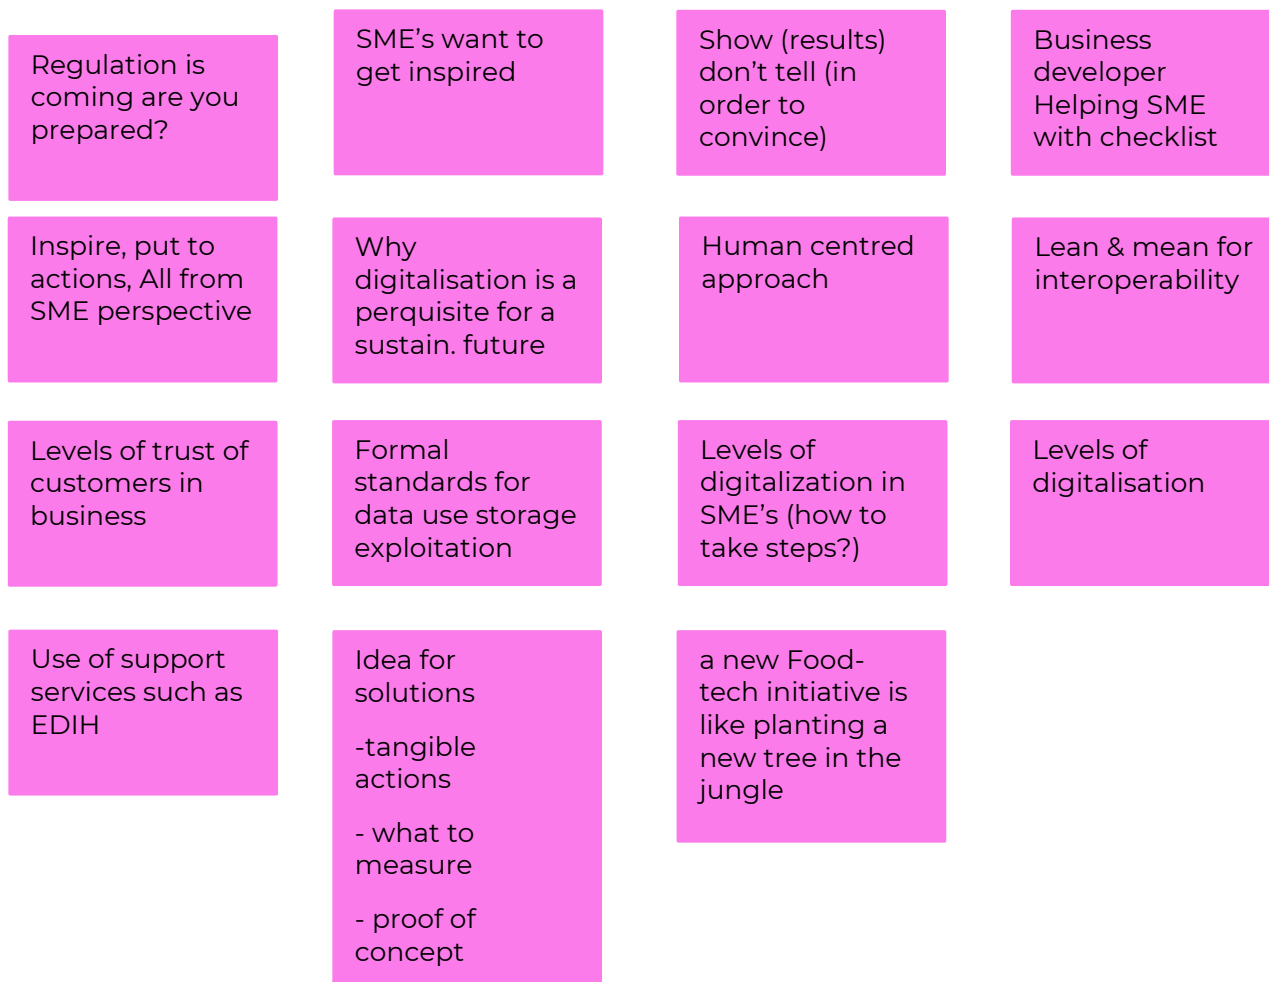 Regulation is
coming are you
prepared?
SME’s want to
get inspired
Show (results)
don’t tell (in
order to
convince)
Business
developer
Helping SME
with checklist
Inspire, put to
actions, All from
SME perspective
Why
digitalisation is a
perquisite for a
sustain. future
Human centred
approach
Lean & mean for
interoperability
Levels of trust of
customers in
business
Formal
standards for
data use storage
exploitation
Levels of
digitalization in
SME’s (how to
take steps?)
Levels of
digitalisation
Use of support
services such as
EDIH
Idea for
solutions
-tangible
actions
- what to
measure
- proof of
concept
a new Food-
tech initiative is
like planting a
new tree in the
jungle